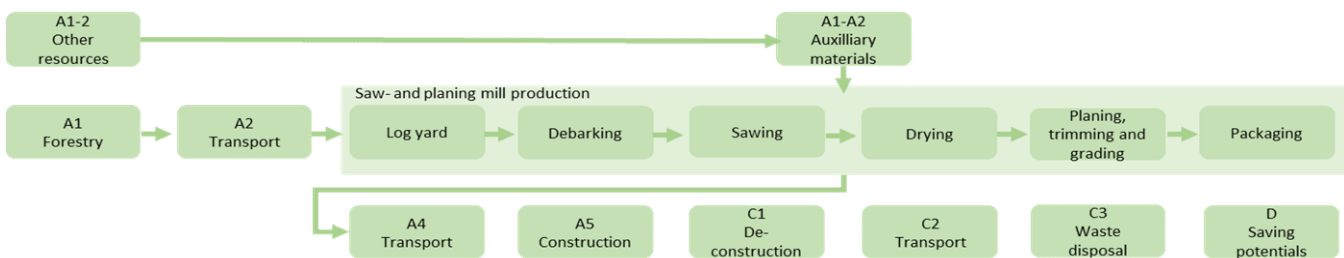 A1-2
Other
resources
A1-A2
Auxilliary
materials
Saw- and planing mill production
A1
Forestry
A2
Transport
Log yard
Debarking
Sawing
Drying
Planing,
trimming and
grading
Packaging
A4
Transport
A5
Construction
C1
De-
construction
C2
Transport
C3
Waste
disposal
D
Saving
potentials